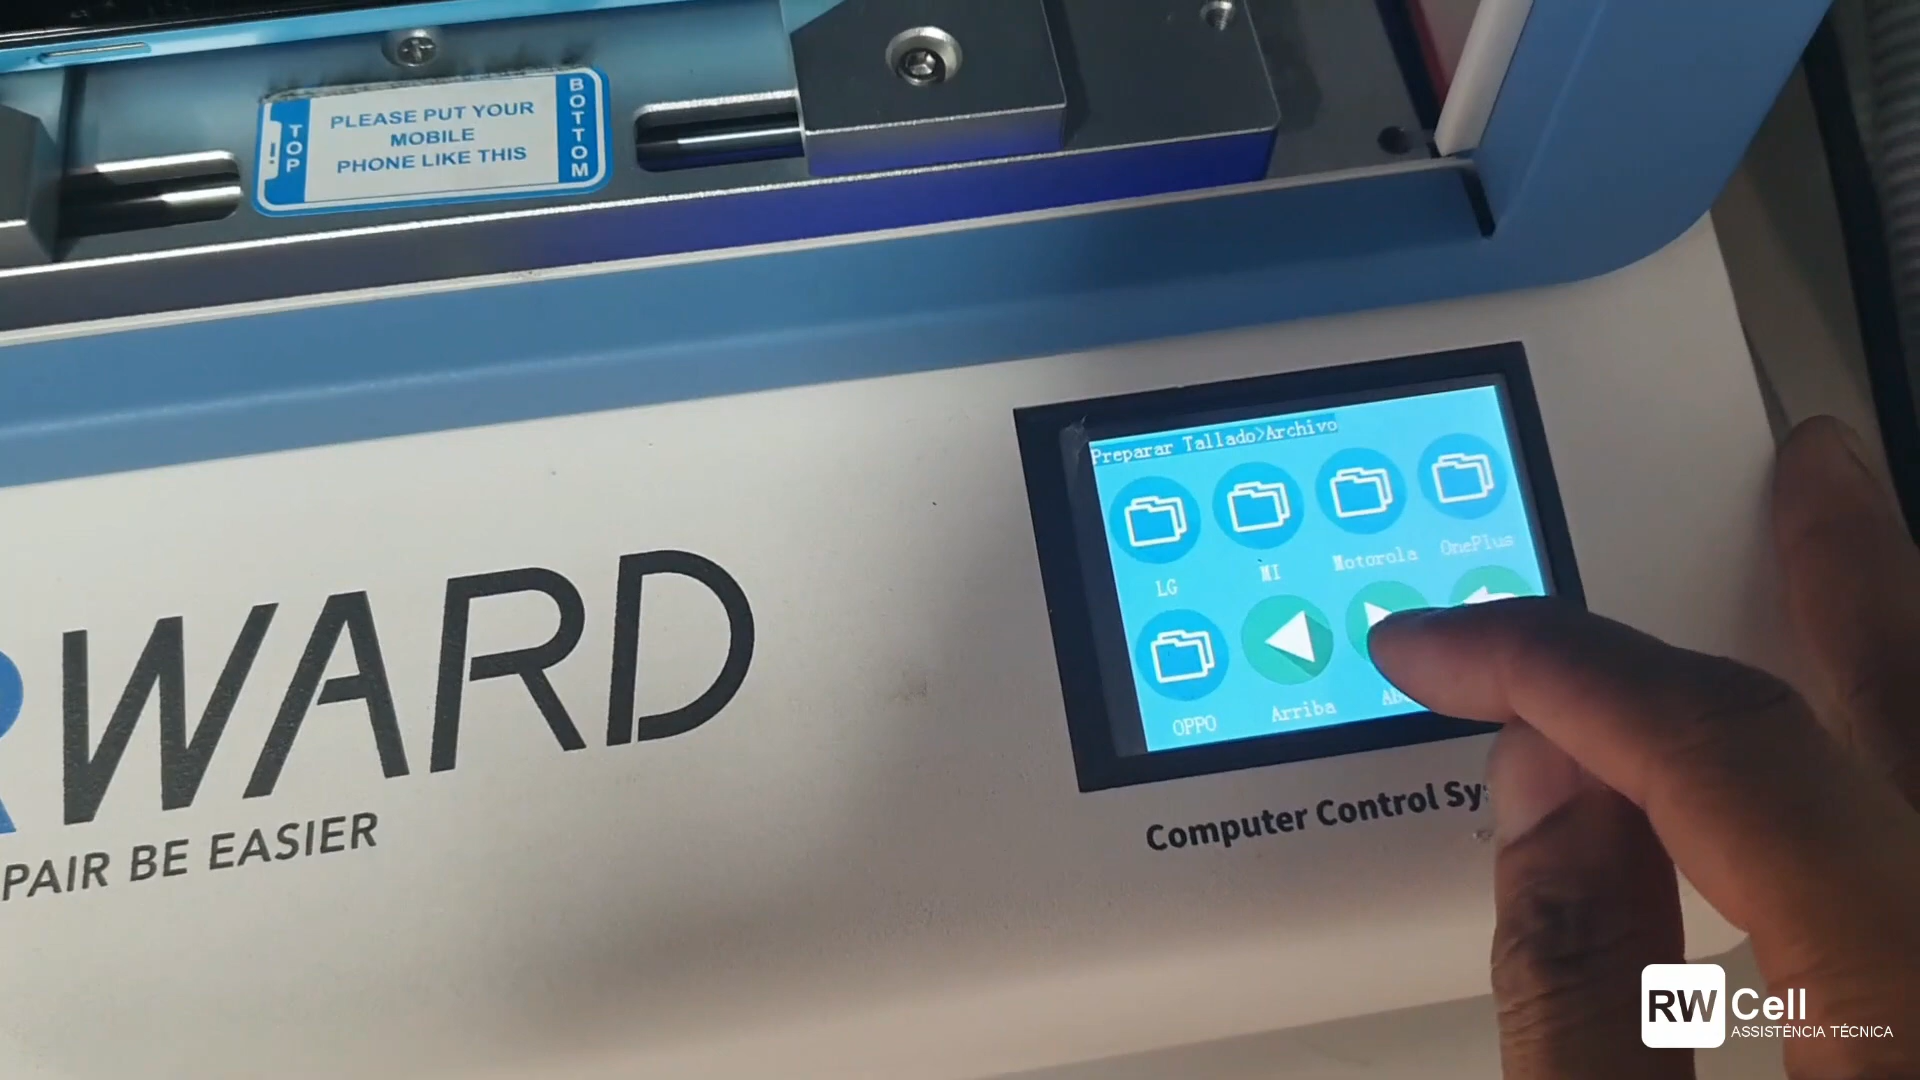 PLEASE PUT YOUR
MOBILE
PHONE LIKE THIS
TOP
BOTTOM
Preparar Tallado>Archivo
LG
MI
Motorola
OnePlus
OPPO
Arriba
RWARD
PAIR BE EASIER
Computer Control
RW Cell
ASSISTÊNCIA TÉCNICA